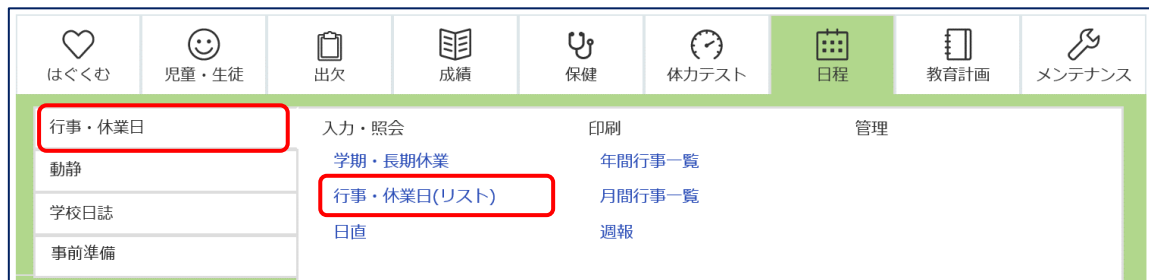 はぐくむ 児童・生徒 出欠 成績 保健 体力テスト 日程 教育計画 メンテナンス
行事・休業日 入力・照会 印刷 管理
動静 学期・長期休業 年間行事一覧
学校日誌 行事・休業日(リスト) 月間行事一覧
事前準備 日直 週報